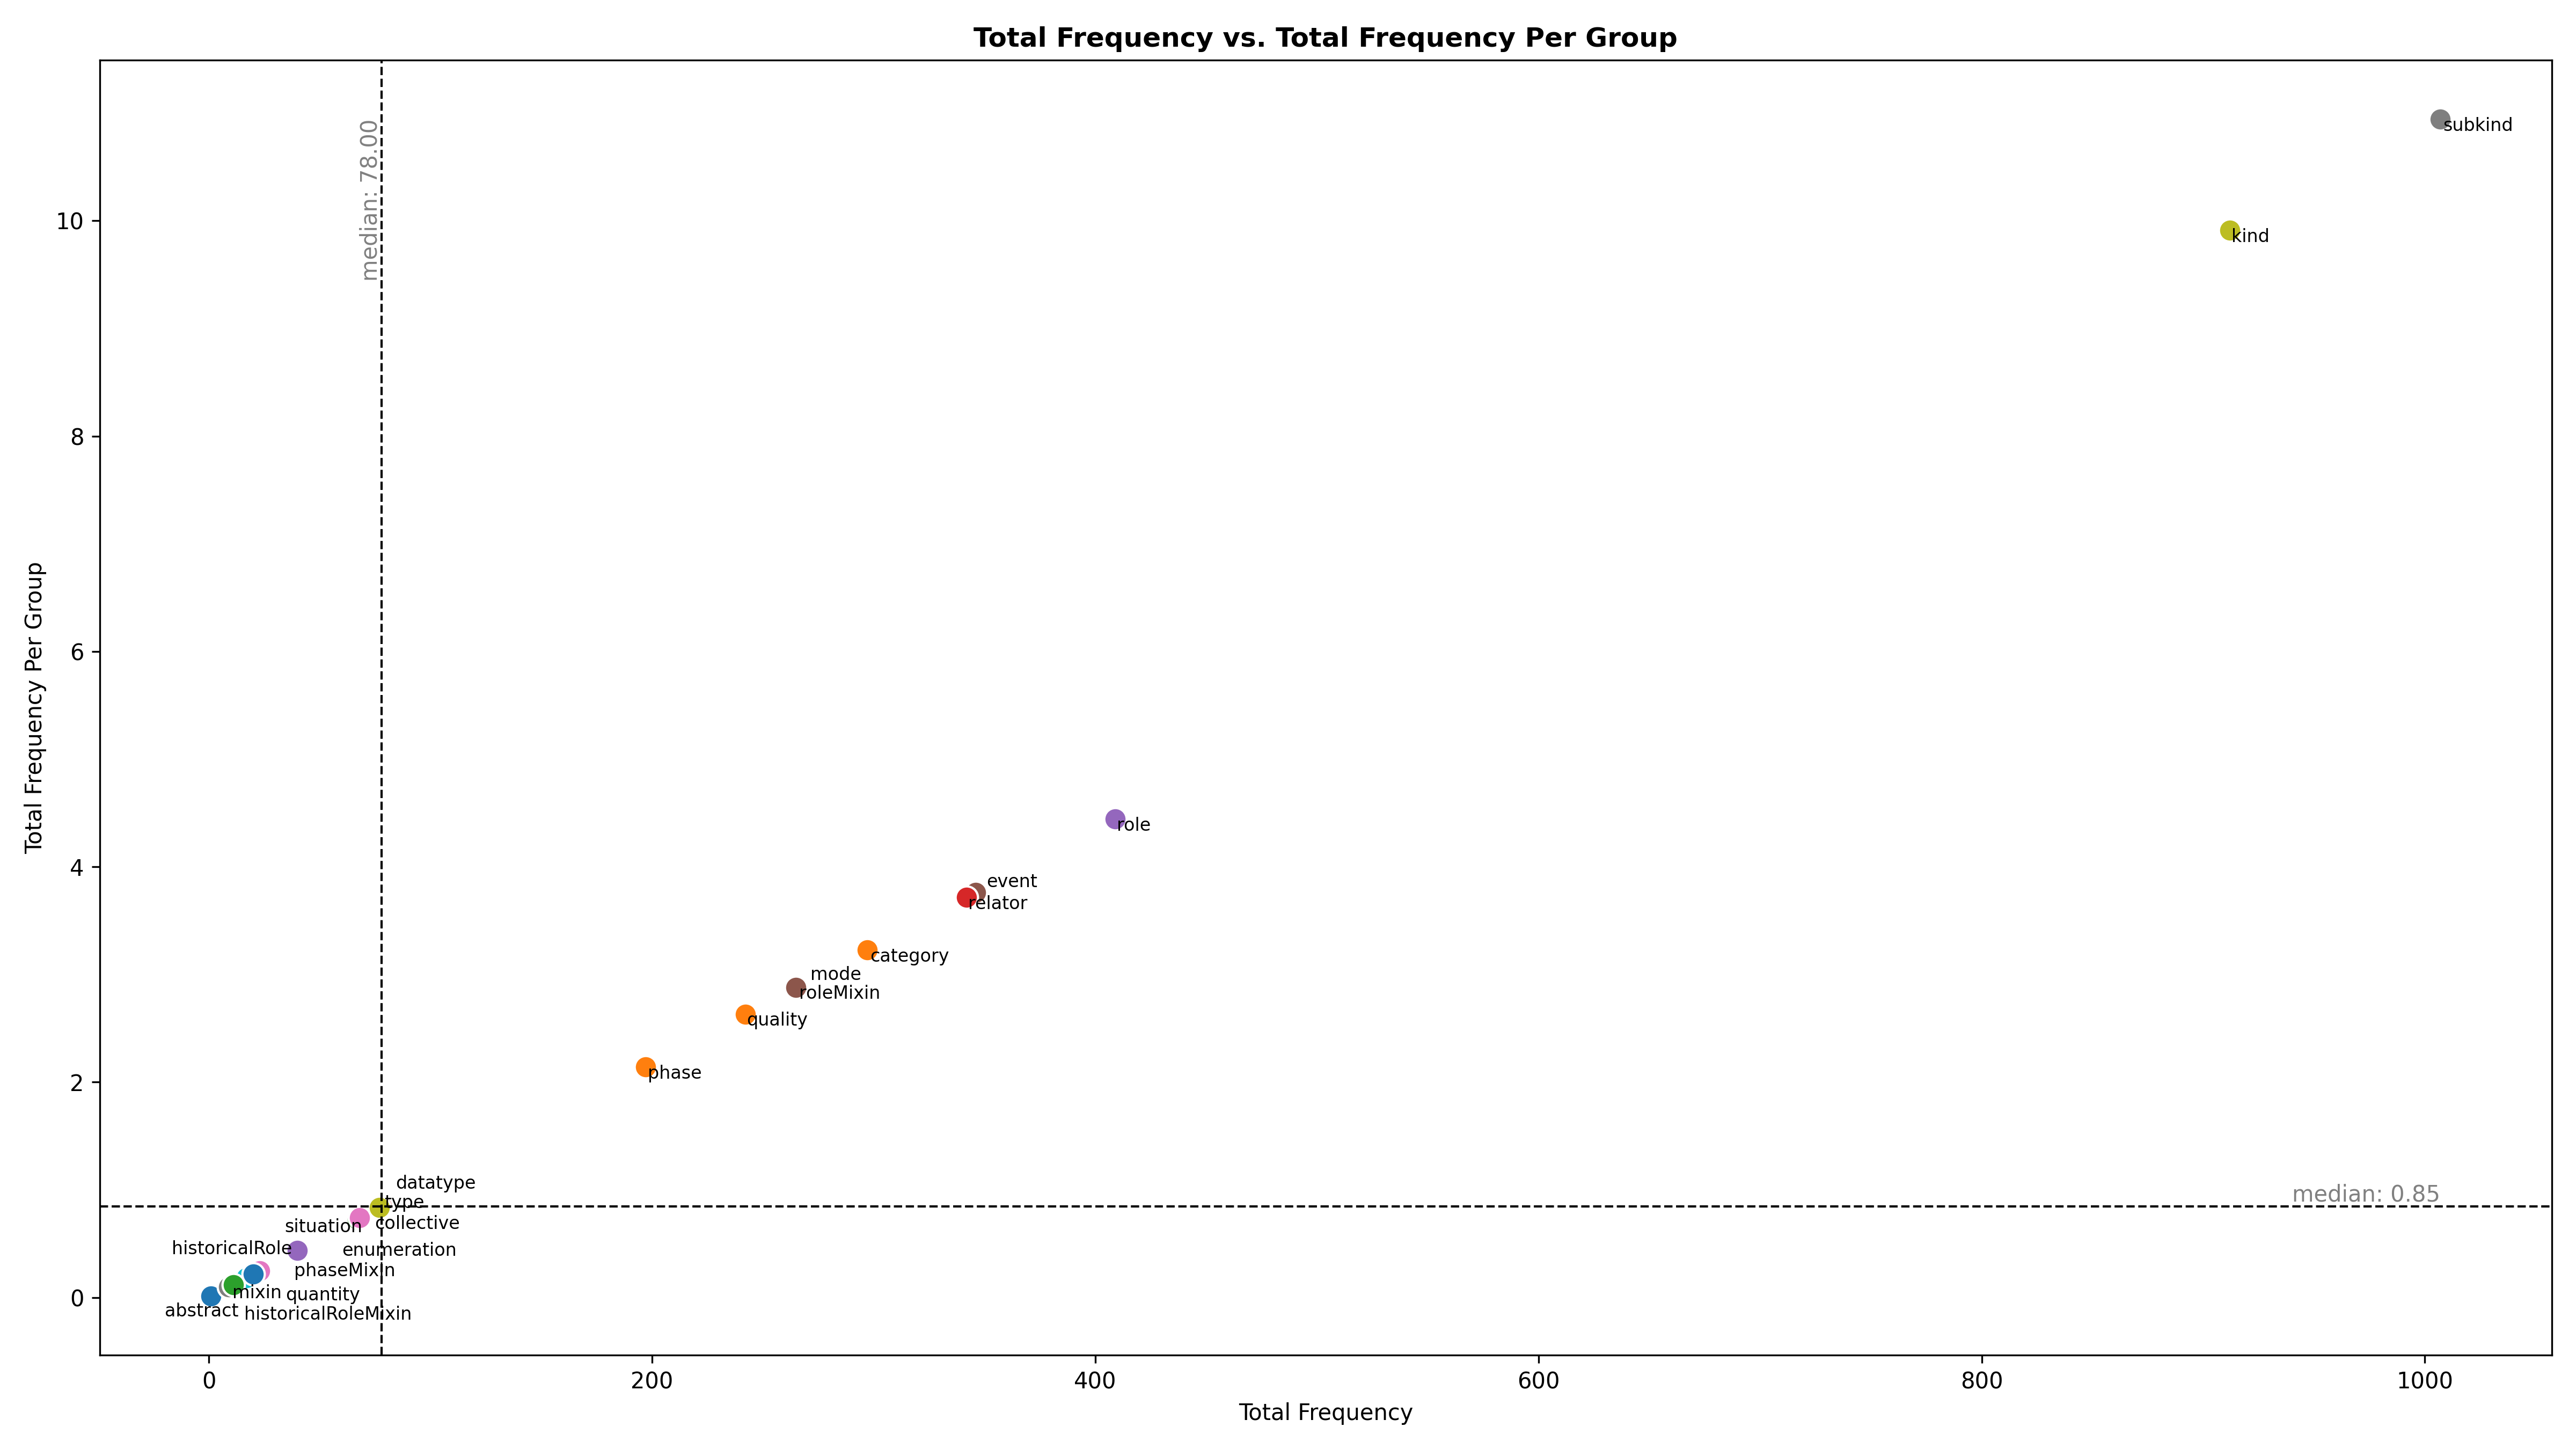 Total Frequency vs. Total Frequency Per Group
median: 78.00
subkind
kind
10
8
6
4
2
0
Total Frequency Per Group
role
event
relator
category
mode
roleMixin
quality
phase
datatype
type
collective
median: 0.85
situation
historicalRole
enumeration
phaseMixin
mixin
quantity
abstract
historicalRoleMixin
0
200
400
600
800
1000
Total Frequency